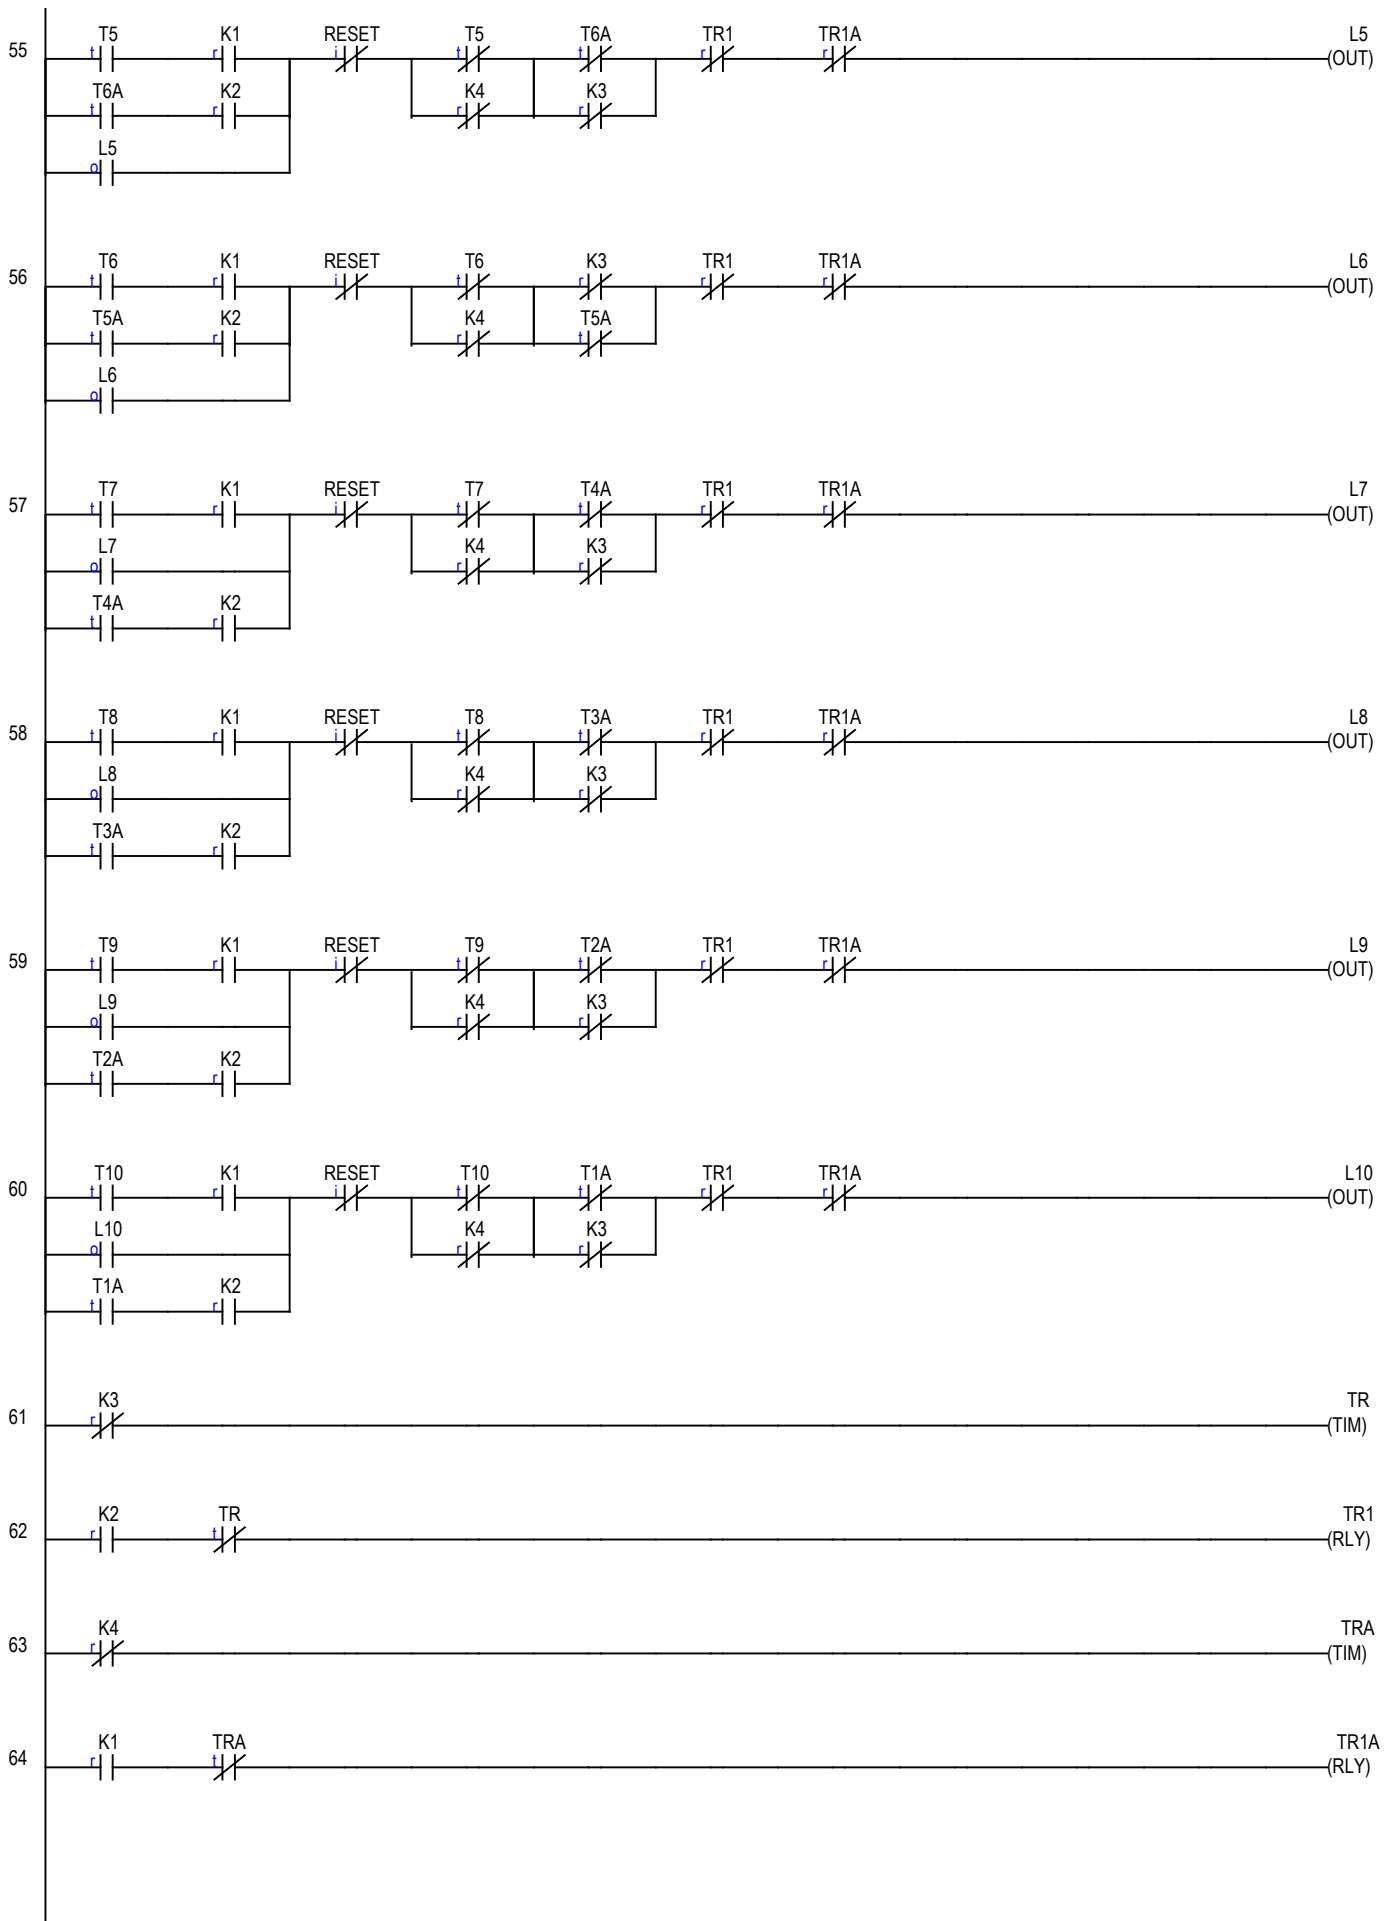 T5 K1 RESET T5 T6A TR1 TR1A L5
55 t r i t t r r (OUT)
T6A K2 K4 K3
t r r r
L5
o
T6 K1 RESET T6 K3 TR1 TR1A L6
56 t r i t r r r (OUT)
T5A K2 K4 T5A
t r r t
L6
o
T7 K1 RESET T7 T4A TR1 TR1A L7
57 t r i t t r r (OUT)
L7 K4 K3
o r r
T4A K2
t r
T8 K1 RESET T8 T3A TR1 TR1A L8
58 t r i t t r r (OUT)
L8 K4 K3
o r r
T3A K2
t r
T9 K1 RESET T9 T2A TR1 TR1A L9
59 t r i t t r r (OUT)
L9 K4 K3
o r r
T2A K2
t r
T10 K1 RESET T10 T1A TR1 TR1A L10
60 t r i t t r r (OUT)
L10 K4 K3
o r r
T1A K2
t r
K3 TR
61 r (TIM)
K2 TR TR1
62 r t (RLY)
K4 TRA
63 r (TIM)
K1 TRA TR1A
64 r t (RLY)